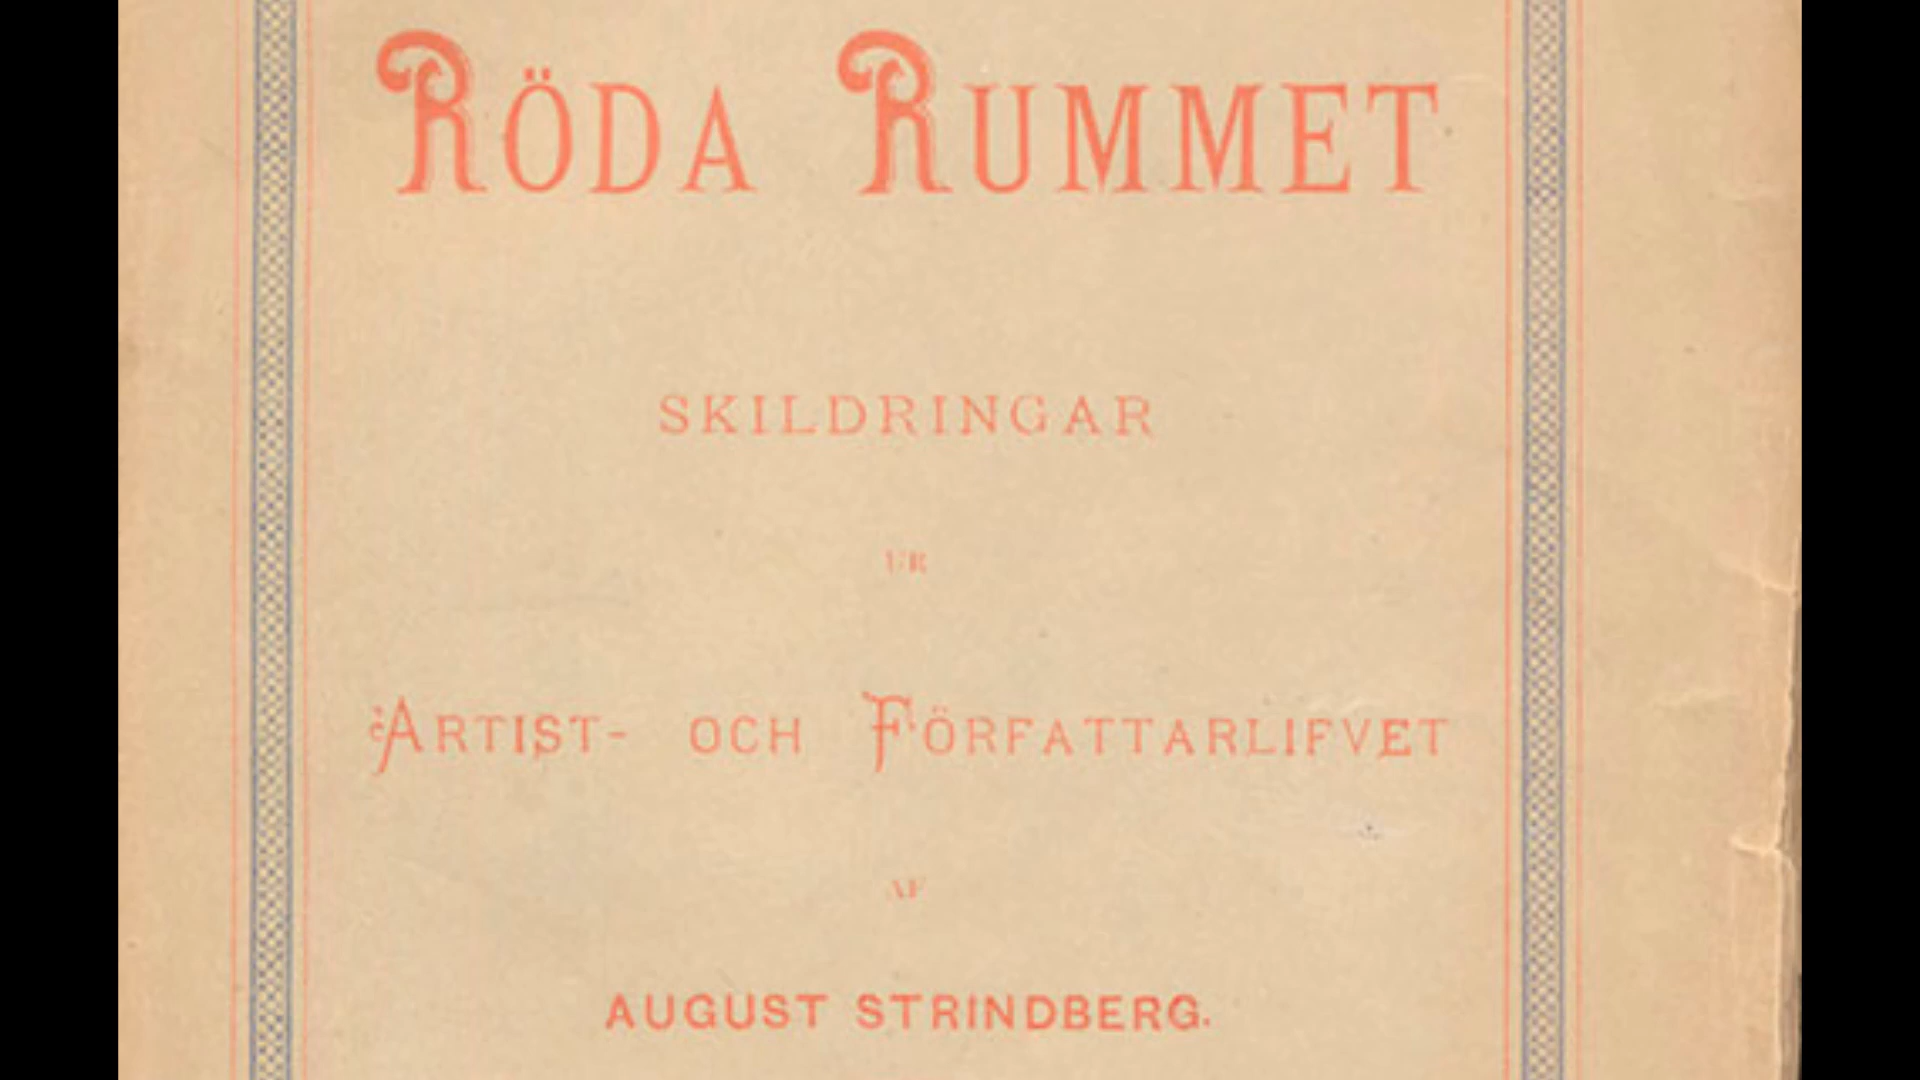 RÖDA RUMMET
SKILDRINGAR
UR
ARTIST- OCH FÖRFATTARLIFVET
AF
AUGUST STRINDBERG.